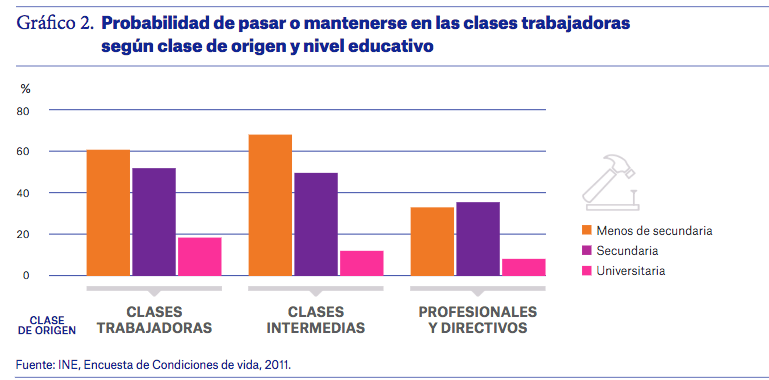 Gráfico 2. Probabilidad de pasar o mantenerse en las clases trabajadoras
según clase de origen y nivel educativo
%
80
60
40
20
0
Menos de secundaria
Secundaria
Universitaria
CLASE
DE ORIGEN
CLASES
TRABAJADORAS
CLASES
INTERMEDIAS
PROFESIONALES
Y DIRECTIVOS
Fuente: INE, Encuesta de Condiciones de vida, 2011.